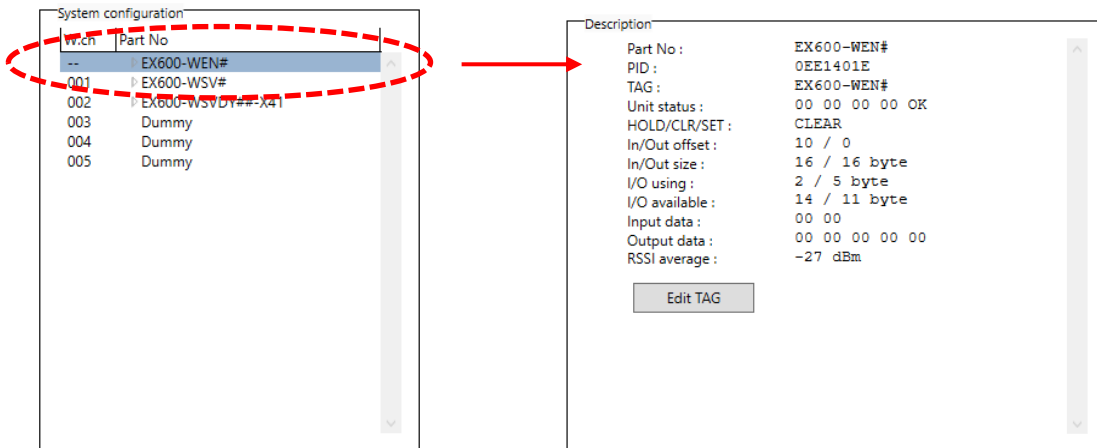 System configuration
W.ch Part No
-- EX600-WEN#
001 EX600-WSV#
002 EX600-WSVDY##-X41
003 Dummy
004 Dummy
005 Dummy
Description
Part No : EX600-WEN#
PID : 0EE1401E
TAG : EX600-WEN#
Unit status : 00 00 00 00 OK
HOLD/CLR/SET : CLEAR
In/Out offset : 10 / 0
In/Out size : 16 / 16 byte
I/O using : 2 / 5 byte
I/O available : 14 / 11 byte
Input data : 00 00
Output data : 00 00 00 00 00
RSSI average : -27 dBm
Edit TAG